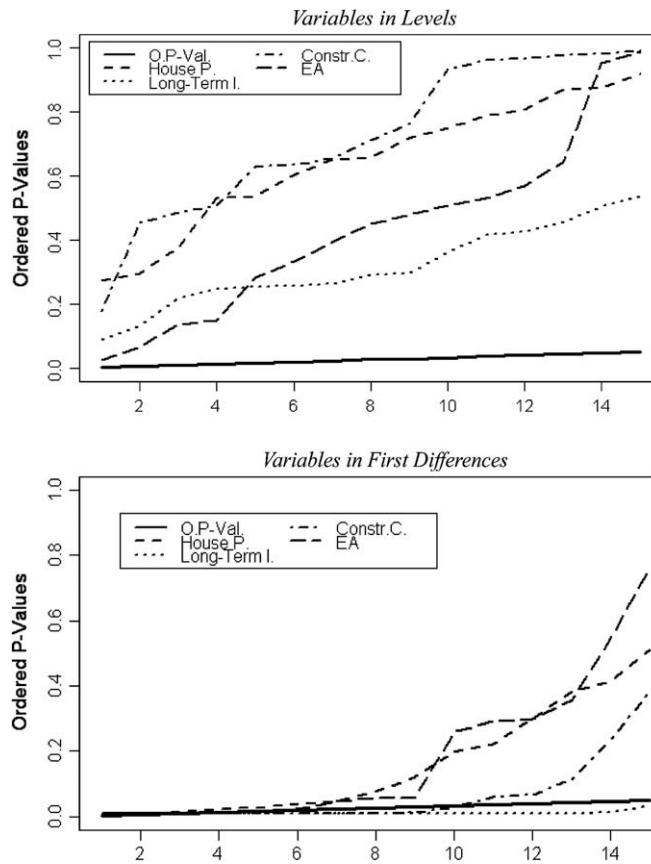 Variables in Levels
O.P-Val. Constr.C.
House P. EA
Long-Term I.
Ordered P-Values
1.0
0.8
0.6
0.4
0.2
0.0
2 4 6 8 10 12 14
Variables in First Differences
O.P-Val. Constr.C.
House P. EA
Long-Term I.
Ordered P-Values
1.0
0.8
0.6
0.4
0.2
0.0
2 4 6 8 10 12 14